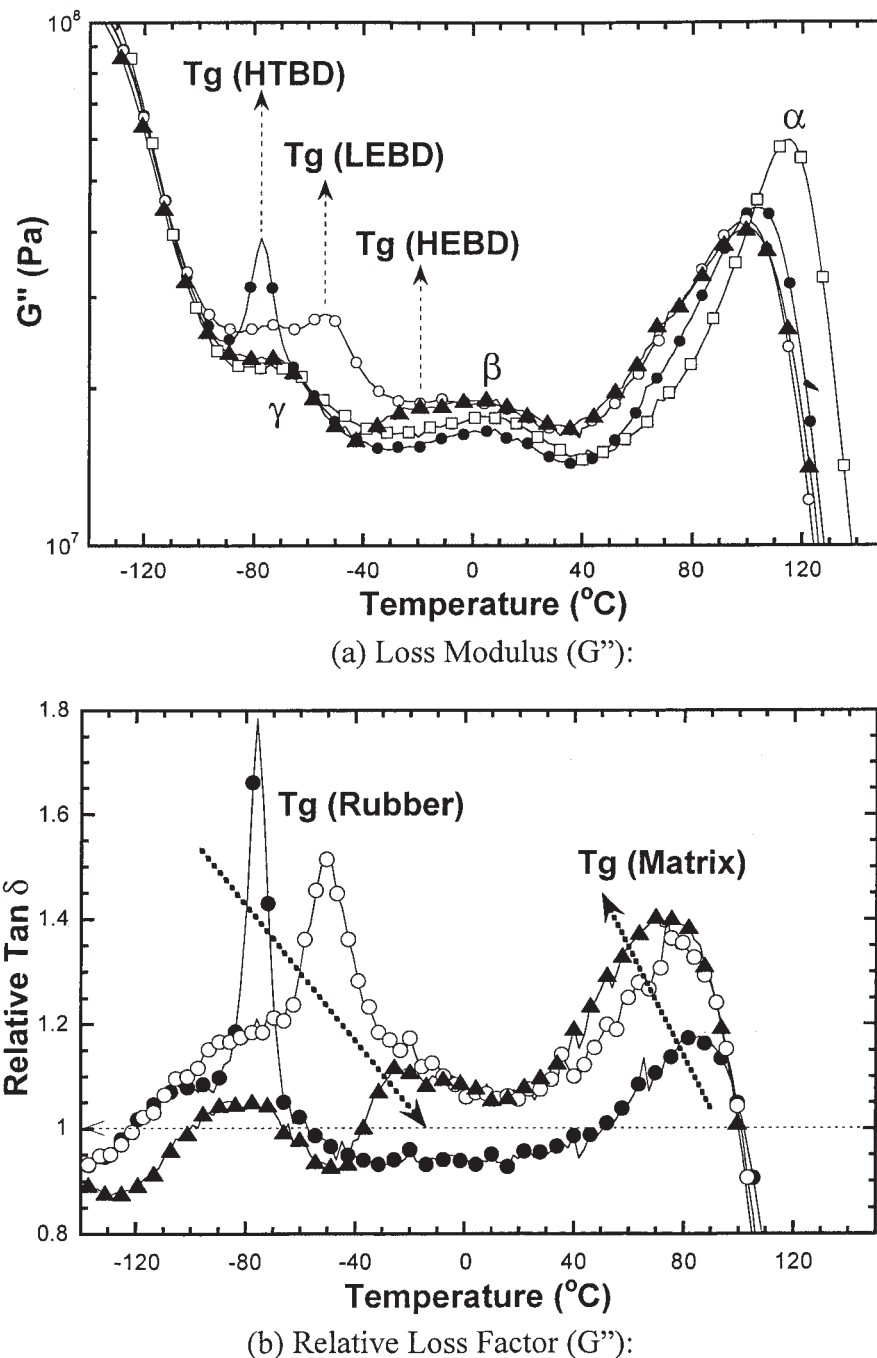 10⁸
Tg (HTBD)
Tg (LEBD)
Tg (HEBD)
α
β
γ
G" (Pa)
10⁷
-120 -80 -40 0 40 80 120
Temperature (°C)
(a) Loss Modulus (G”):
1.8
1.6
1.4
1.2
1
0.8
Tg (Rubber)
Tg (Matrix)
Relative Tan δ
-120 -80 -40 0 40 80 120
Temperature (°C)
(b) Relative Loss Factor (G”):